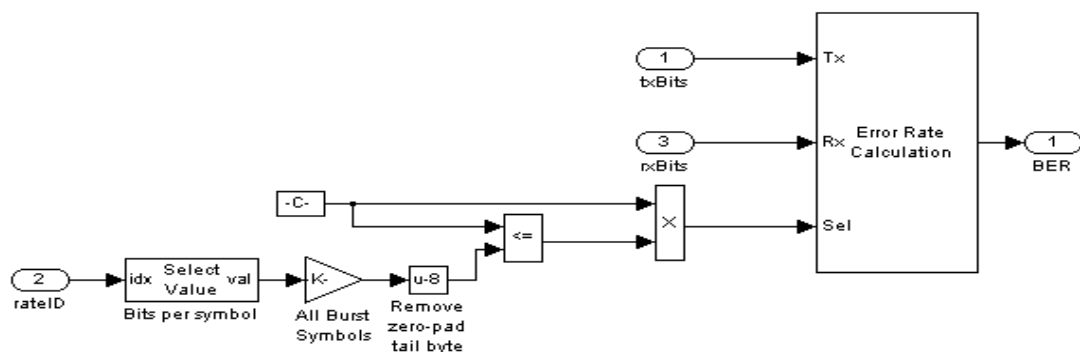 1
txBits
Tx
3
rxBits
Rx
Error Rate
Calculation
1
BER
-C-
<=
X
Sel
2
rateID
idx
Select
Value
val
Bits per symbol
K-
All Burst
Symbols
u-8
Remove
zero-pad
tail byte